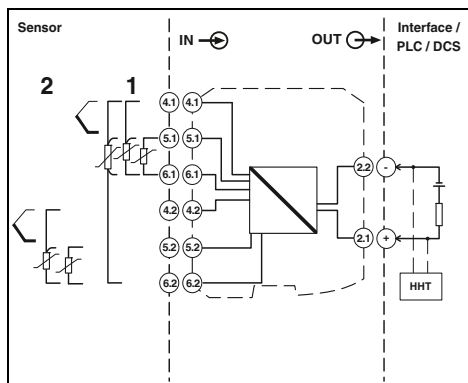 Sensor
IN
OUT
Interface /
PLC / DCS
2
1
4.1 4.1
5.1 5.1
6.1 6.1
2.2 -
4.2 4.2
5.2 5.2
2.1 +
6.2 6.2
HHT